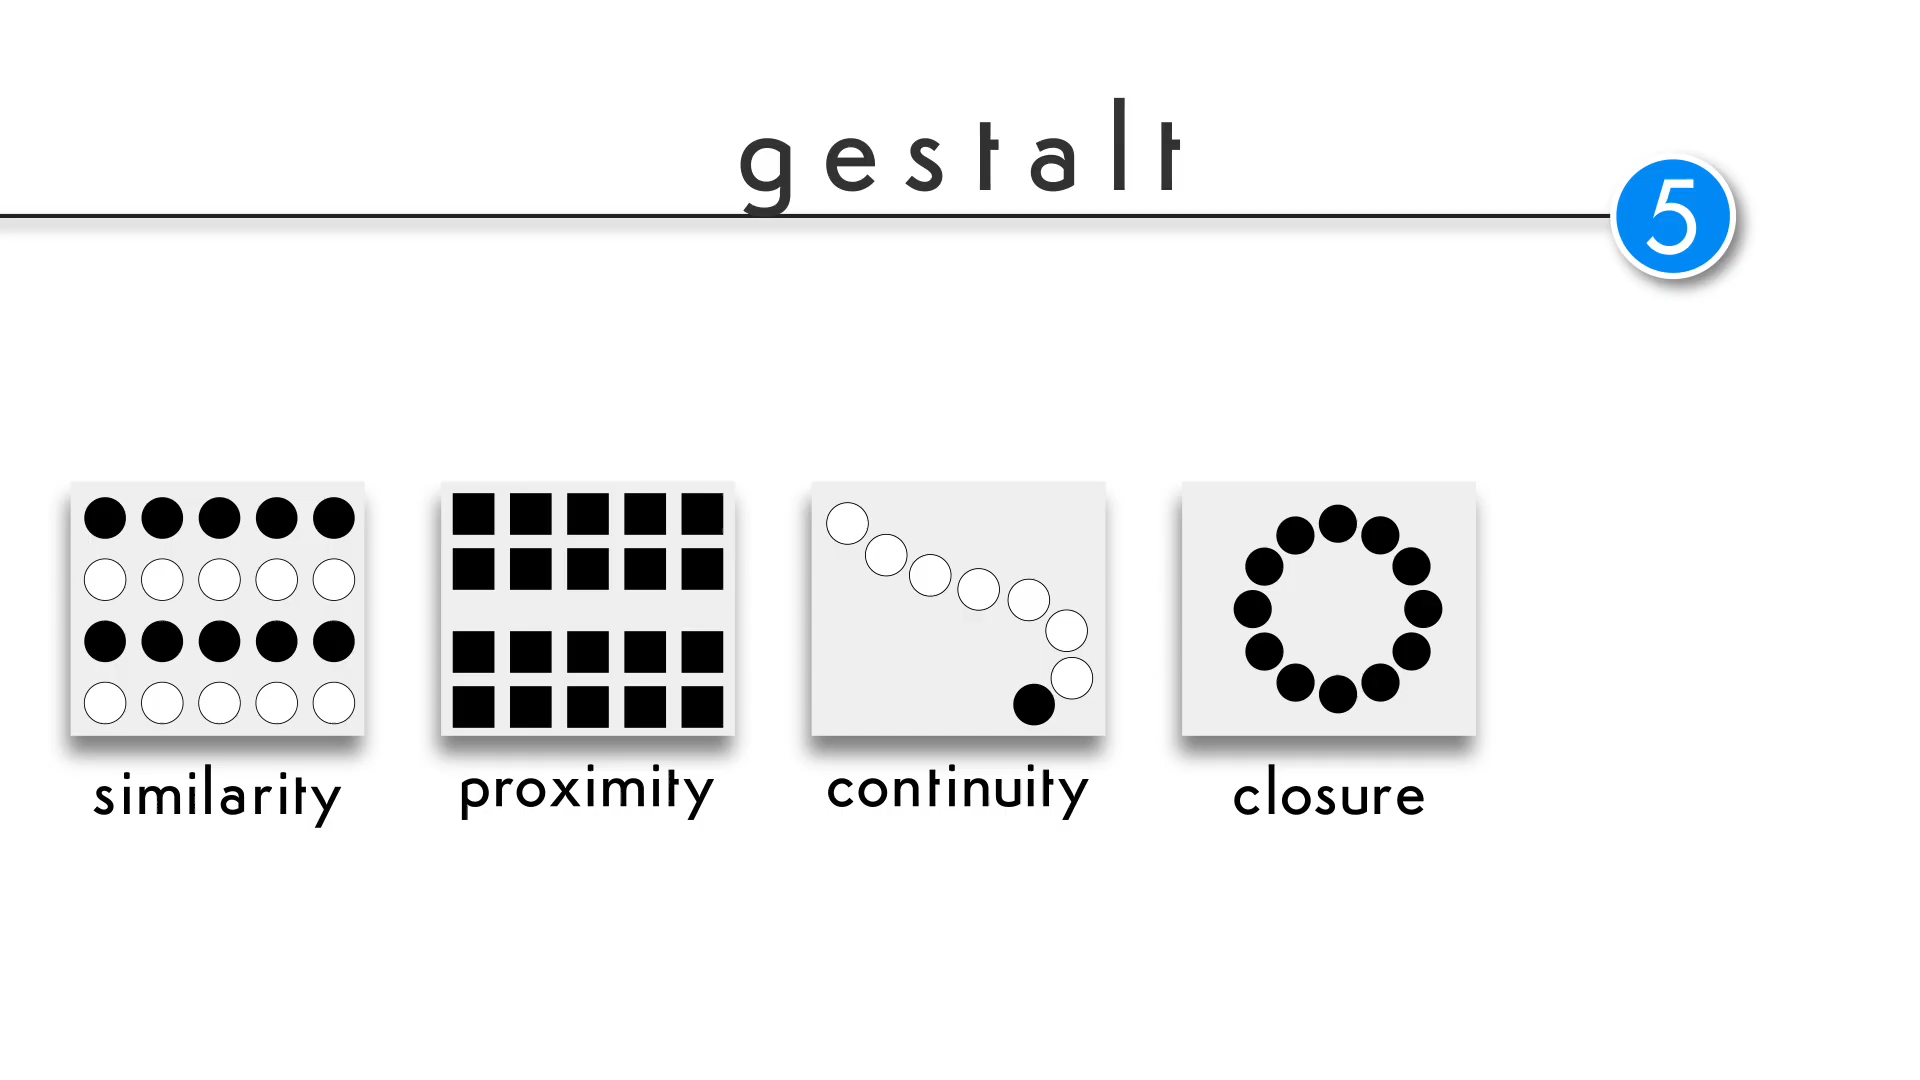 gestalt
5
similarity
proximity
continuity
closure